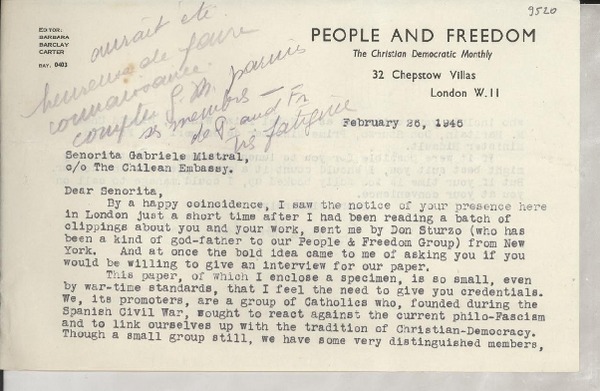 9520
EDITOR:
BARBARA
BARCLAY
CARTER
BAY. 0401
aurait été
heureuse de faire
connaissance.
compter G. M. parmis
ses membres —
de P. and Fr
très fatiguée
PEOPLE AND FREEDOM
The Christian Democratic Monthly
32 Chepstow Villas
London W.11
February 26, 1946
Senorita Gabriele Mistral,
c/o The Chilean Embassy.
Dear Senorita,
By a happy coincidence, I saw the notice of your presence here
in London just a short time after I had been reading a batch of
clippings about you and your work, sent me by Don Sturzo (who has
been a kind of god-father to our People & Freedom Group) from New
York. And at once the bold idea came to me of asking you if you
would be willing to give an interview for our paper.
This paper, of which I enclose a specimen, is so small, even
by war-time standards, that I feel the need to give you credentials.
We, its promoters, are a group of Catholics who, founded during the
Spanish Civil War, sought to react against the current philo-Fascism
and to link ourselves up with the tradition of Christian-Democracy.
Though a small group still, we have some very distinguished members,